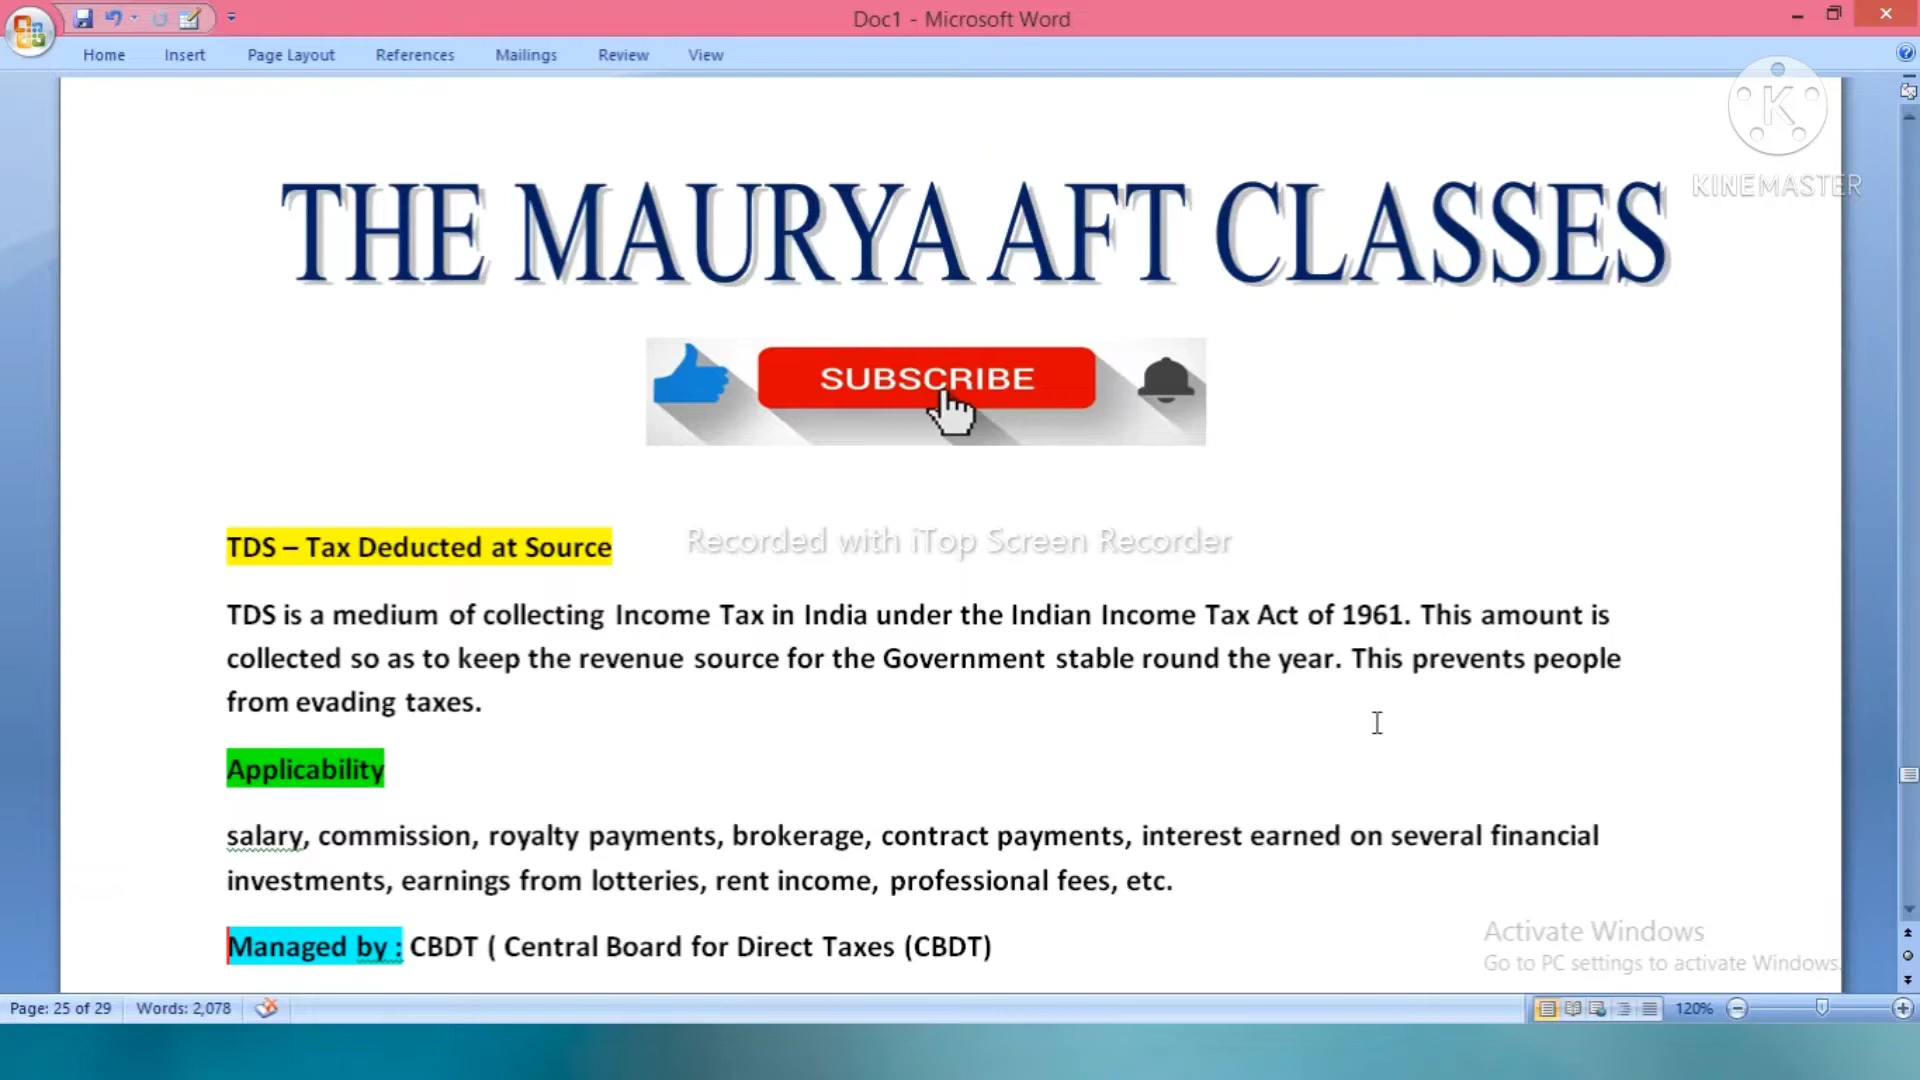 Doc1 - Microsoft Word
Home Insert Page Layout References Mailings Review View
K
KINEMASTER
THE MAURYA AFT CLASSES
SUBSCRIBE
TDS – Tax Deducted at Source
Recorded with iTop Screen Recorder
TDS is a medium of collecting Income Tax in India under the Indian Income Tax Act of 1961. This amount is
collected so as to keep the revenue source for the Government stable round the year. This prevents people
from evading taxes.
Applicability
salary, commission, royalty payments, brokerage, contract payments, interest earned on several financial
investments, earnings from lotteries, rent income, professional fees, etc.
Managed by : CBDT ( Central Board for Direct Taxes (CBDT)
Activate Windows
Go to PC settings to activate Windows.
Page: 25 of 29 Words: 2,078 120%